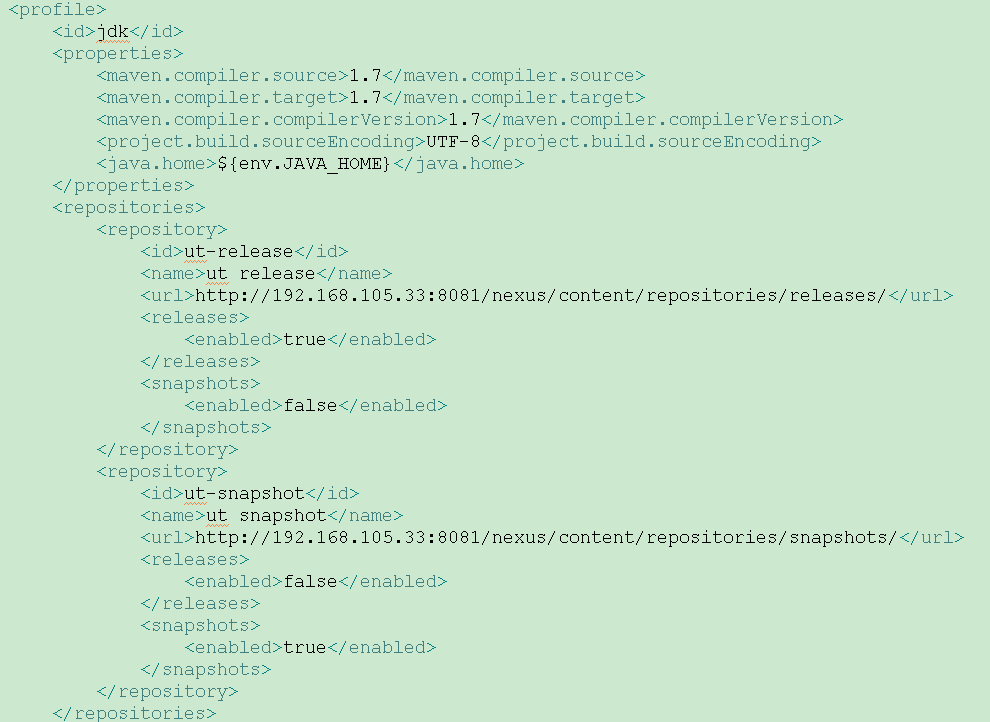 <profile>
    <id>jdk</id>
    <properties>
        <maven.compiler.source>1.7</maven.compiler.source>
        <maven.compiler.target>1.7</maven.compiler.target>
        <maven.compiler.compilerVersion>1.7</maven.compiler.compilerVersion>
        <project.build.sourceEncoding>UTF-8</project.build.sourceEncoding>
        <java.home>${env.JAVA_HOME}</java.home>
    </properties>
    <repositories>
        <repository>
            <id>ut-release</id>
            <name>ut release</name>
            <url>http://192.168.105.33:8081/nexus/content/repositories/releases/</url>
            <releases>
                <enabled>true</enabled>
            </releases>
            <snapshots>
                <enabled>false</enabled>
            </snapshots>
        </repository>
        <repository>
            <id>ut-snapshot</id>
            <name>ut snapshot</name>
            <url>http://192.168.105.33:8081/nexus/content/repositories/snapshots/</url>
            <releases>
                <enabled>false</enabled>
            </releases>
            <snapshots>
                <enabled>true</enabled>
            </snapshots>
        </repository>
    </repositories>